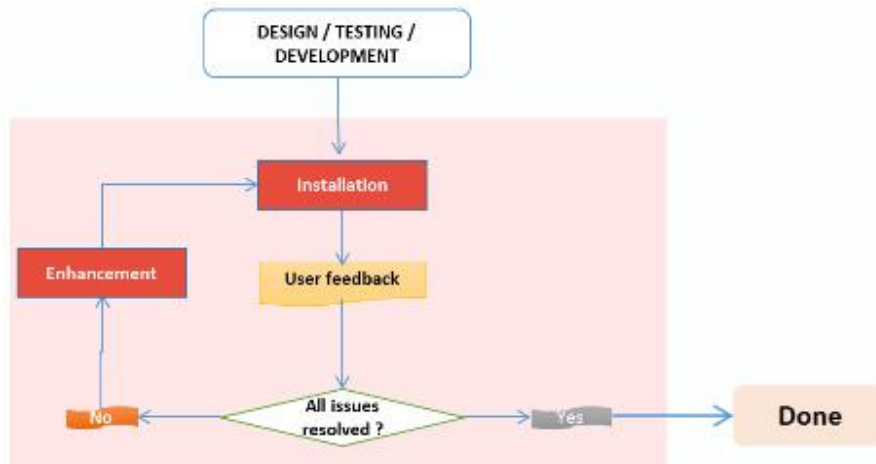 DESIGN / TESTING /
DEVELOPMENT
Installation
Enhancement
User feedback
All issues
resolved ?
No
Yes
Done